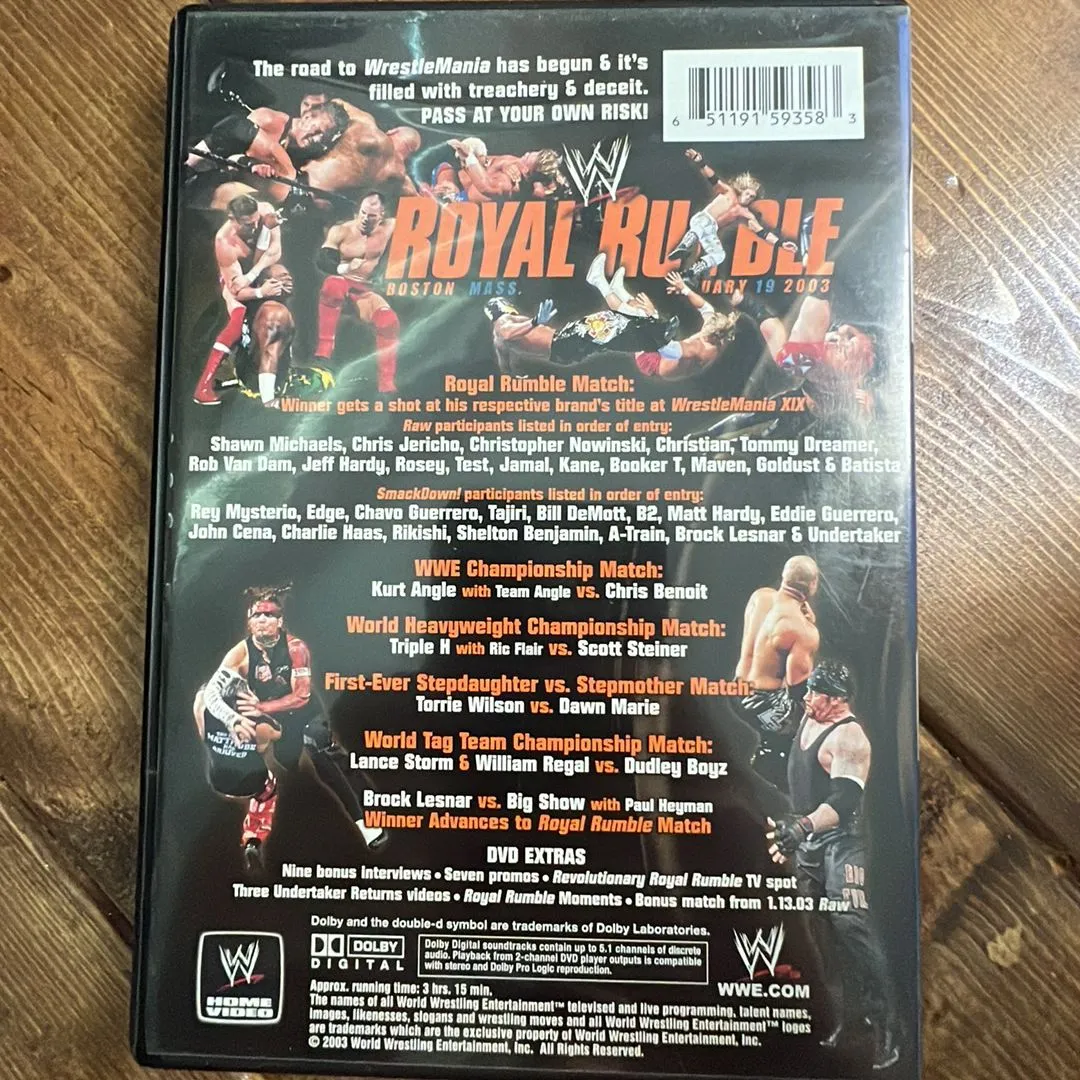 The road to WrestleMania has begun & it's
filled with treachery & deceit.
PASS AT YOUR OWN RISK!
6 51191 59358 3
W
ROYAL RUMBLE
BOSTON MASS. UARY 19 2003
Royal Rumble Match:
Winner gets a shot at his respective brand's title at WrestleMania XIX
Raw participants listed in order of entry:
Shawn Michaels, Chris Jericho, Christopher Nowinski, Christian, Tommy Dreamer,
Rob Van Dam, Jeff Hardy, Rosey, Test, Jamal, Kane, Booker T, Maven, Goldust & Batista
SmackDown! participants listed in order of entry:
Rey Mysterio, Edge, Chavo Guerrero, Tajiri, Bill DeMott, B2, Matt Hardy, Eddie Guerrero,
John Cena, Charlie Haas, Rikishi, Shelton Benjamin, A-Train, Brock Lesnar & Undertaker
WWE Championship Match:
Kurt Angle with Team Angle vs. Chris Benoit
World Heavyweight Championship Match:
Triple H with Ric Flair vs. Scott Steiner
First-Ever Stepdaughter vs. Stepmother Match:
Torrie Wilson vs. Dawn Marie
World Tag Team Championship Match:
Lance Storm & William Regal vs. Dudley Boyz
Brock Lesnar vs. Big Show with Paul Heyman
Winner Advances to Royal Rumble Match
DVD EXTRAS
Nine bonus interviews • Seven promos • Revolutionary Royal Rumble TV spot
Three Undertaker Returns videos • Royal Rumble Moments • Bonus match from 1.13.03 Raw
Dolby and the double-d symbol are trademarks of Dolby Laboratories.
DOLBY
DIGITAL
Dolby Digital soundtracks contain up to 5.1 channels of discrete
audio. Playback from 2-channel DVD player outputs is compatible
with stereo and Dolby Pro Logic reproduction.
W
HOME
VIDEO
W
WWE.COM
Approx. running time: 3 hrs. 15 min.
The names of all World Wrestling Entertainment™ televised and live programming, talent names,
images, likenesses, slogans and wrestling moves and all World Wrestling Entertainment™ logos
are trademarks which are the exclusive property of World Wrestling Entertainment, Inc.
© 2003 World Wrestling Entertainment, Inc. All Rights Reserved.